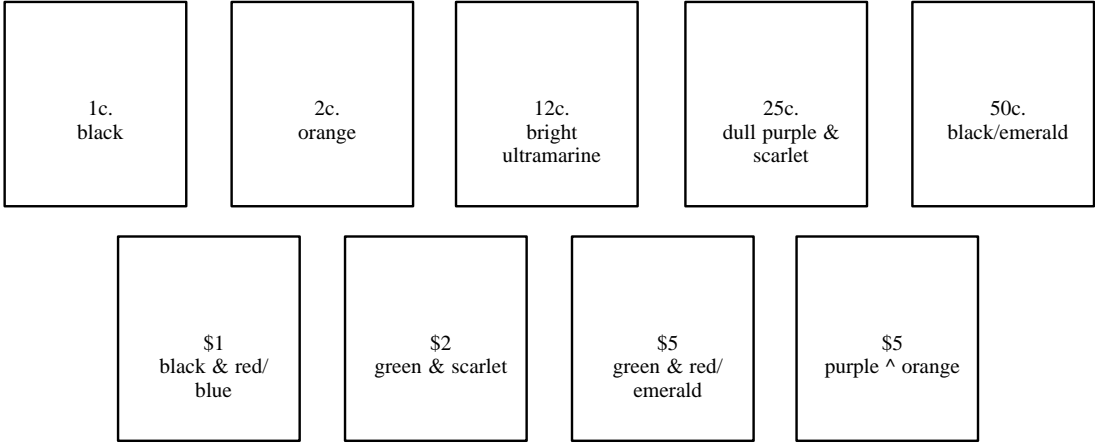 1c.
black
2c.
orange
12c.
bright
ultramarine
25c.
dull purple &
scarlet
50c.
black/emerald
$1
black & red/
blue
$2
green & scarlet
$5
green & red/
emerald
$5
purple ^ orange